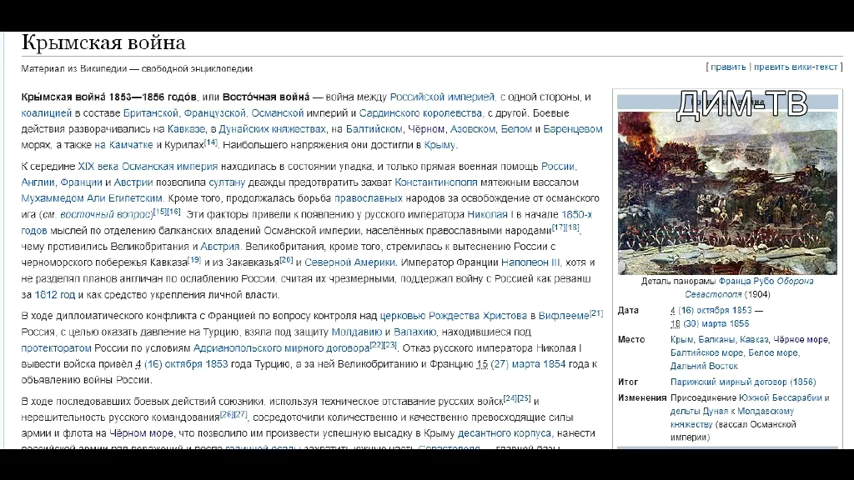 Крымская война
Материал из Википедии — свободной энциклопедии
[ править | править вики-текст ]
Кры́мская война́ 1853—1856 годо́в, или Восто́чная война́ — война между Российской империей, с одной стороны, и
коалицией в составе Британской, Французской, Османской империй и Сардинского королевства, с другой. Боевые
действия разворачивались на Кавказе, в Дунайских княжествах, на Балтийском, Чёрном, Азовском, Белом и Баренцевом
морях, а также на Камчатке и Курилах[14]. Наибольшего напряжения они достигли в Крыму.
К середине XIX века Османская империя находилась в состоянии упадка, и только прямая военная помощь России,
Англии, Франции и Австрии позволила султану дважды предотвратить захват Константинополя мятежным вассалом
Мухаммедом Али Египетским. Кроме того, продолжалась борьба православных народов за освобождение от османского
ига (см. восточный вопрос)[15][16]. Эти факторы привели к появлению у русского императора Николая I в начале 1850-х
годов мыслей по отделению балканских владений Османской империи, населённых православными народами[17][18],
чему противились Великобритания и Австрия. Великобритания, кроме того, стремилась к вытеснению России с
черноморского побережья Кавказа[19] и из Закавказья[20] и Северной Америки. Император Франции Наполеон III, хотя и
не разделял планов англичан по ослаблению России, считая их чрезмерными, поддержал войну с Россией как реванш
за 1812 год и как средство укрепления личной власти.
В ходе дипломатического конфликта с Францией по вопросу контроля над церковью Рождества Христова в Вифлееме[21]
Россия, с целью оказать давление на Турцию, взяла под защиту Молдавию и Валахию, находившиеся под
протекторатом России по условиям Адрианопольского мирного договора[22][23]. Отказ русского императора Николая I
вывести войска привёл 4 (16) октября 1853 года Турцию, а за ней Великобританию и Францию 15 (27) марта 1854 года к
объявлению войны России.
В ходе последовавших боевых действий союзники, используя техническое отставание русских войск[24][25] и
нерешительность русского командования[26][27], сосредоточили количественно и качественно превосходящие силы
армии и флота на Чёрном море, что позволило им произвести успешную высадку в Крыму десантного корпуса, нанести
ДИМ-ТВ
Деталь панорамы Франца Рубо Оборона
Севастополя (1904)
Дата 4 (16) октября 1853 —
18 (30) марта 1856
Место Крым, Балканы, Кавказ, Чёрное море,
Балтийское море, Белое море,
Дальний Восток
Итог Парижский мирный договор (1856)
Изменения Присоединение Южной Бессарабии и
дельты Дуная к Молдавскому
княжеству (вассал Османской
империи)